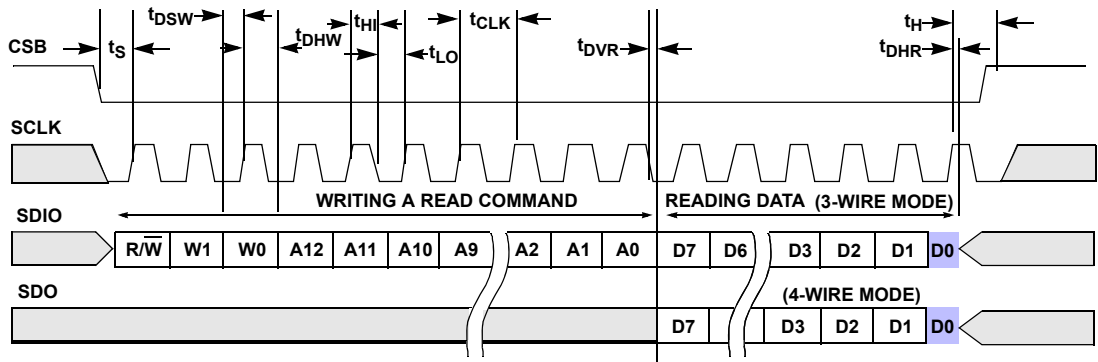 tDSW tHI tCLK tH
CSB tS tDHW tLO tDVR tDHR
SCLK
WRITING A READ COMMAND READING DATA (3-WIRE MODE)
SDIO
R/W W1 W0 A12 A11 A10 A9 A2 A1 A0 D7 D6 D3 D2 D1 D0
SDO (4-WIRE MODE)
D7 D3 D2 D1 D0